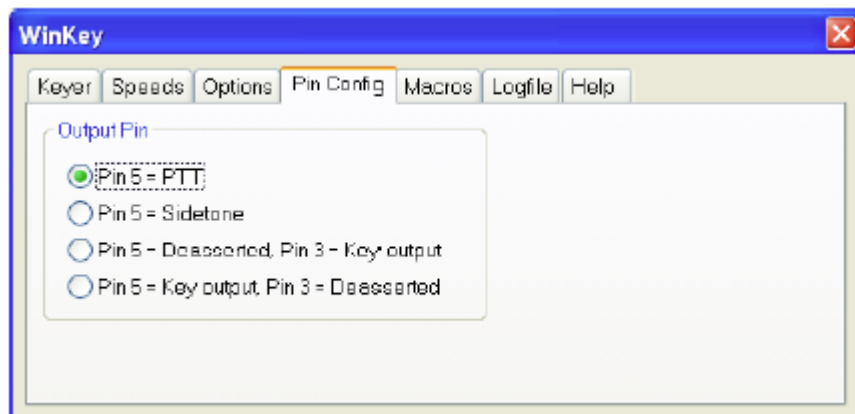 WinKey
Keyer Speeds Options Pin Config Macros Logfile Help
Output Pin
Pin 5 = PTT
Pin 5 = Sidetone
Pin 5 = Deasserted, Pin 3 = Key output
Pin 5 = Key output, Pin 3 = Deasserted